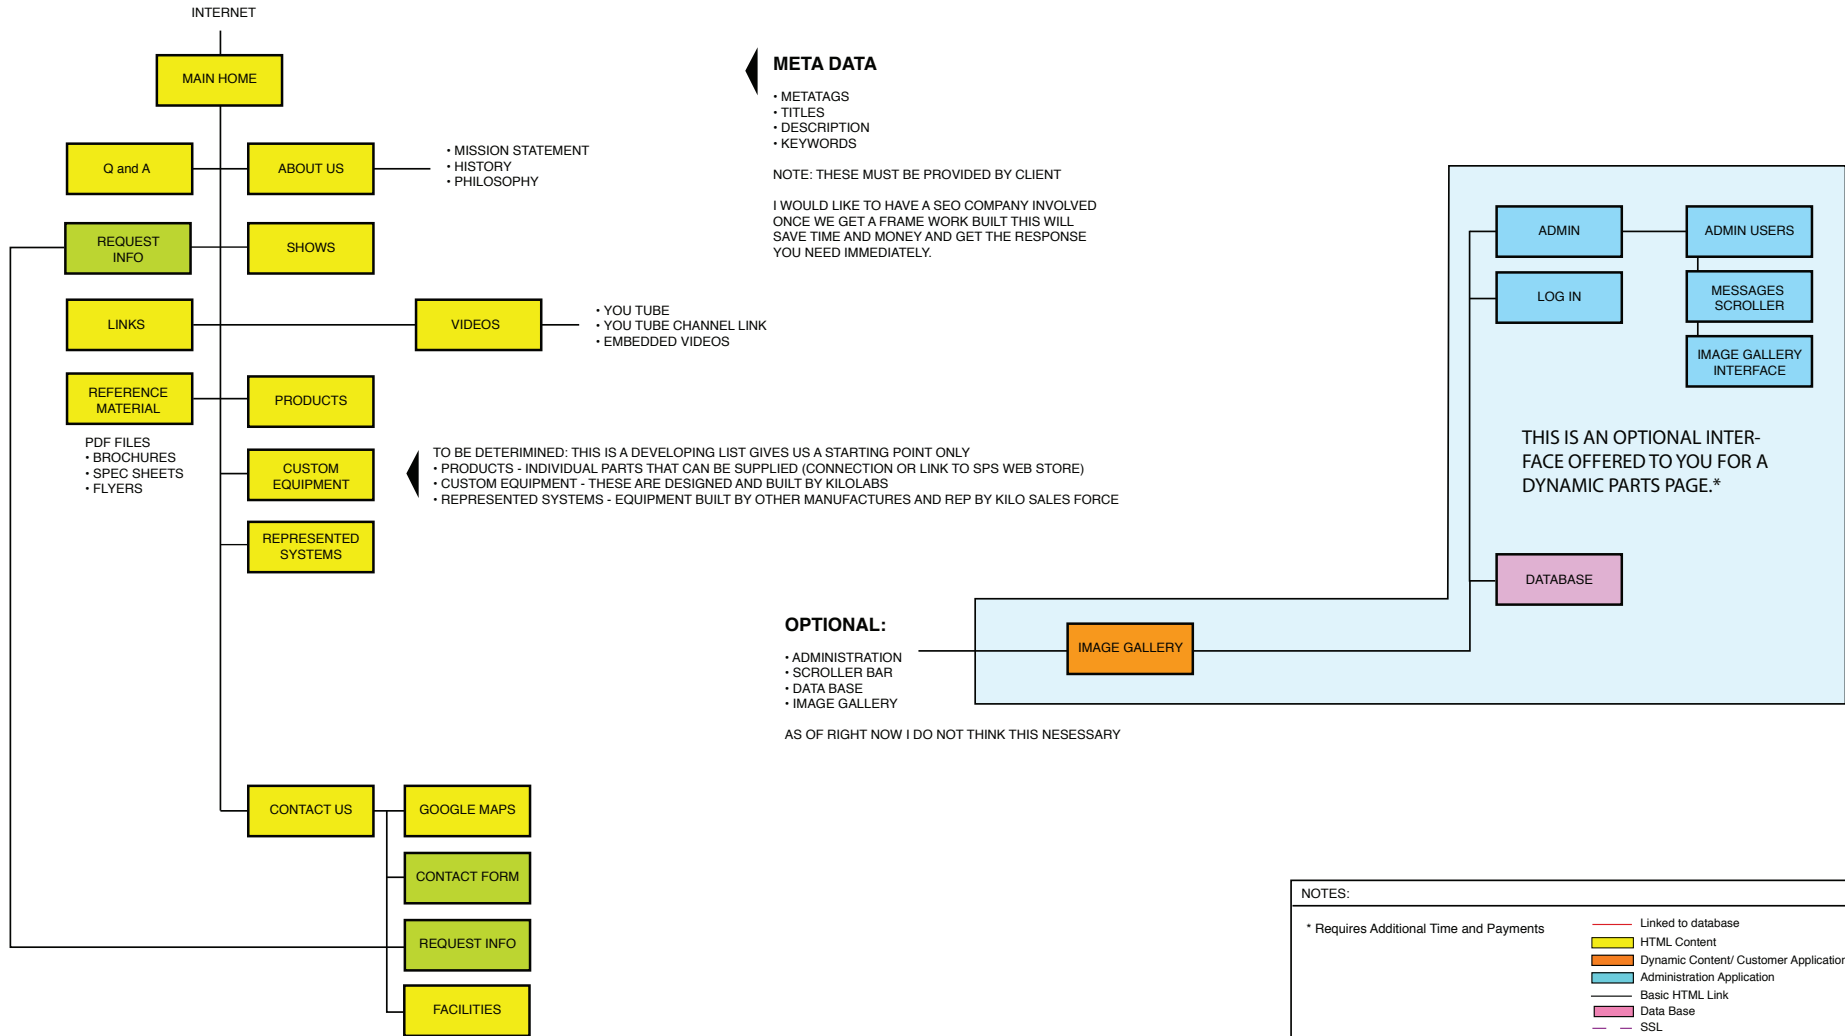 INTERNET
MAIN HOME
Q and A
ABOUT US
• MISSION STATEMENT
• HISTORY
• PHILOSOPHY
REQUEST
INFO
SHOWS
LINKS
VIDEOS
• YOU TUBE
• YOU TUBE CHANNEL LINK
• EMBEDDED VIDEOS
REFERENCE
MATERIAL
PRODUCTS
PDF FILES
• BROCHURES
• SPEC SHEETS
• FLYERS
CUSTOM
EQUIPMENT
TO BE DETERIMINED: THIS IS A DEVELOPING LIST GIVES US A STARTING POINT ONLY
• PRODUCTS - INDIVIDUAL PARTS THAT CAN BE SUPPLIED (CONNECTION OR LINK TO SPS WEB STORE)
• CUSTOM EQUIPMENT - THESE ARE DESIGNED AND BUILT BY KILOLABS
• REPRESENTED SYSTEMS - EQUIPMENT BUILT BY OTHER MANUFACTURES AND REP BY KILO SALES FORCE
REPRESENTED
SYSTEMS
CONTACT US
GOOGLE MAPS
CONTACT FORM
REQUEST INFO
FACILITIES
META DATA
• METATAGS
• TITLES
• DESCRIPTION
• KEYWORDS
NOTE: THESE MUST BE PROVIDED BY CLIENT
I WOULD LIKE TO HAVE A SEO COMPANY INVOLVED
ONCE WE GET A FRAME WORK BUILT THIS WILL
SAVE TIME AND MONEY AND GET THE RESPONSE
YOU NEED IMMEDIATELY.
ADMIN
ADMIN USERS
LOG IN
MESSAGES
SCROLLER
IMAGE GALLERY
INTERFACE
THIS IS AN OPTIONAL INTER-
FACE OFFERED TO YOU FOR A
DYNAMIC PARTS PAGE.*
DATABASE
OPTIONAL:
• ADMINISTRATION
• SCROLLER BAR
• DATA BASE
• IMAGE GALLERY
AS OF RIGHT NOW I DO NOT THINK THIS NESESSARY
IMAGE GALLERY
NOTES:
* Requires Additional Time and Payments
Linked to database
HTML Content
Dynamic Content/ Customer Application
Administration Application
Basic HTML Link
Data Base
SSL